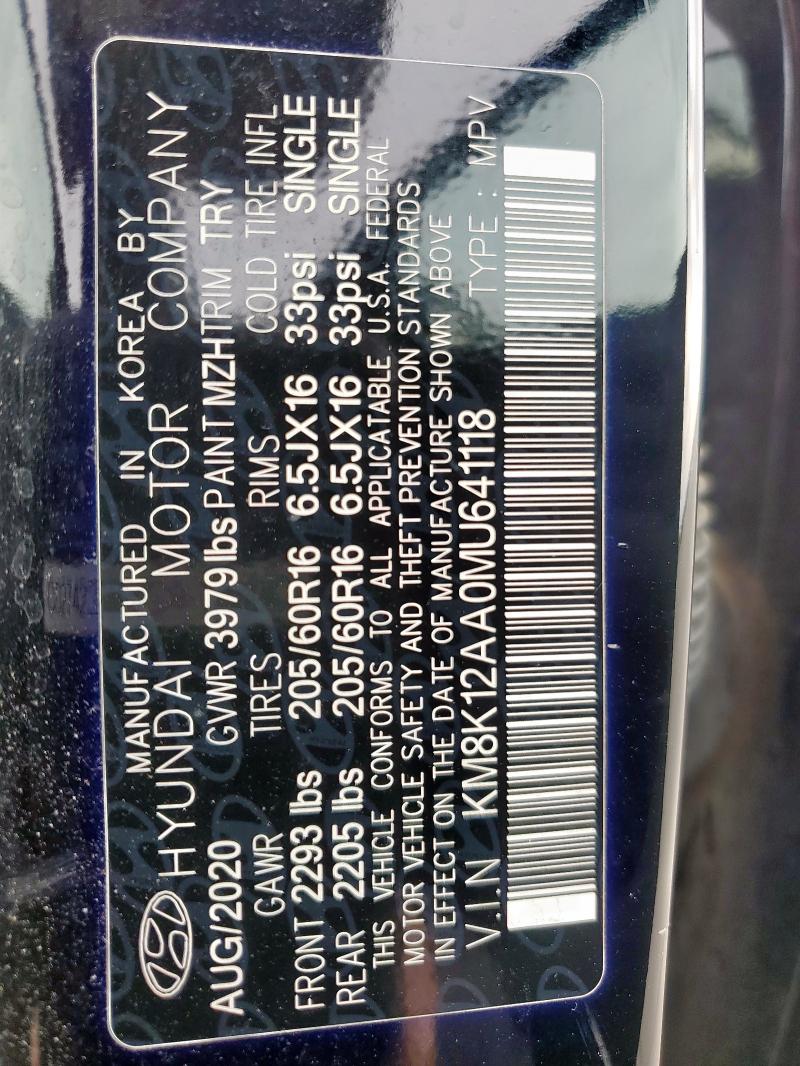 MANUFACTURED IN KOREA BY
HYUNDAI MOTOR COMPANY
AUG/2020 GVWR 3979lbs PAINT MZH TRIM TRY
GAWR TIRES RIMS COLD TIRE INFL
FRONT 2293 lbs 205/60R16 6.5JX16 33psi SINGLE
REAR 2205 lbs 205/60R16 6.5JX16 33psi SINGLE
THIS VEHICLE CONFORMS TO ALL APPLICATABLE U.S.A. FEDERAL
MOTOR VEHICLE SAFETY AND THEFT PREVENTION STANDARDS
IN EFFECT ON THE DATE OF MANUFACTURE SHOWN ABOVE
V.I.N KM8K12AA0MU641118 TYPE : MPV